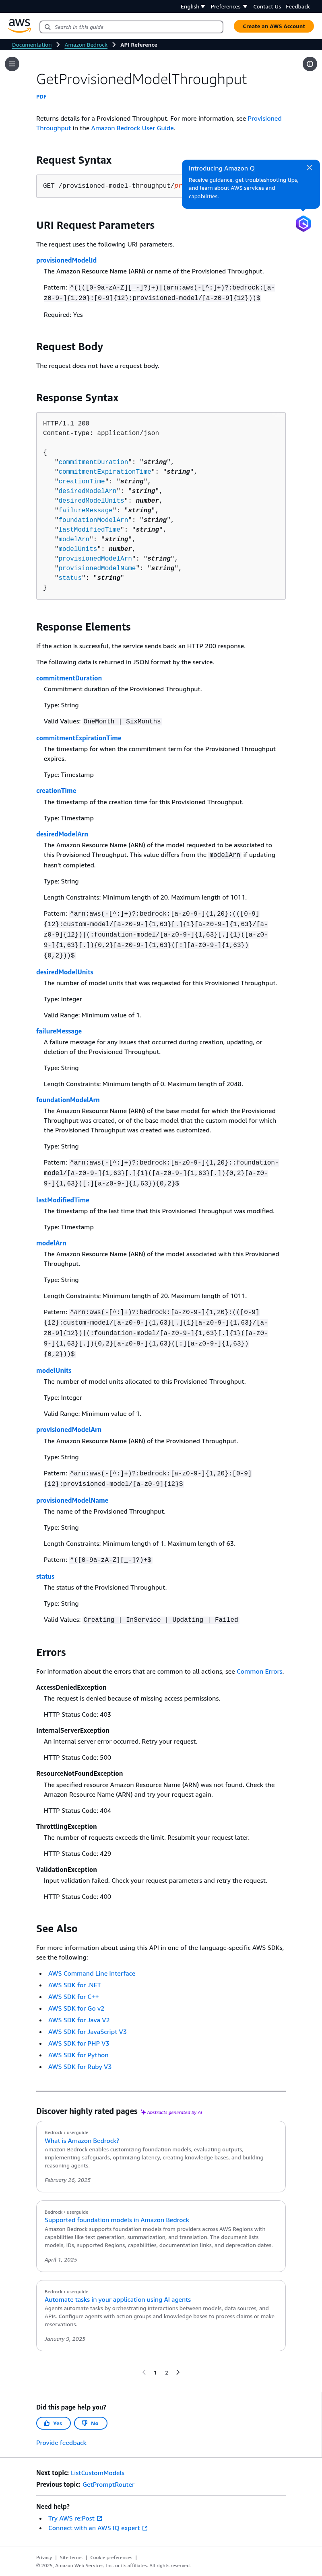 English
Preferences
Contact Us
Feedback
aws
Search in this guide
Create an AWS Account
Documentation > Amazon Bedrock > API Reference
GetProvisionedModelThroughput
PDF
Returns details for a Provisioned Throughput. For more information, see Provisioned
Throughput in the Amazon Bedrock User Guide.
Request Syntax
GET /provisioned-model-throughput/
Introducing Amazon Q
Receive guidance, get troubleshooting tips,
and learn about AWS services and
capabilities.
URI Request Parameters
The request uses the following URI parameters.
provisionedModelId
The Amazon Resource Name (ARN) or name of the Provisioned Throughput.
Pattern: ^((([0-9a-zA-Z][_-]?)+)|(arn:aws(-[^:]+)?:bedrock:[a-
z0-9-]{1,20}:[0-9]{12}:provisioned-model/[a-z0-9]{12}))$
Required: Yes
Request Body
The request does not have a request body.
Response Syntax
HTTP/1.1 200
Content-type: application/json
{
"commitmentDuration": "string",
"commitmentExpirationTime": "string",
"creationTime": "string",
"desiredModelArn": "string",
"desiredModelUnits": number,
"failureMessage": "string",
"foundationModelArn": "string",
"lastModifiedTime": "string",
"modelArn": "string",
"modelUnits": number,
"provisionedModelArn": "string",
"provisionedModelName": "string",
"status": "string"
}
Response Elements
If the action is successful, the service sends back an HTTP 200 response.
The following data is returned in JSON format by the service.
commitmentDuration
Commitment duration of the Provisioned Throughput.
Type: String
Valid Values: OneMonth | SixMonths
commitmentExpirationTime
The timestamp for when the commitment term for the Provisioned Throughput
expires.
Type: Timestamp
creationTime
The timestamp of the creation time for this Provisioned Throughput.
Type: Timestamp
desiredModelArn
The Amazon Resource Name (ARN) of the model requested to be associated to
this Provisioned Throughput. This value differs from the modelArn if updating
hasn't completed.
Type: String
Length Constraints: Minimum length of 20. Maximum length of 1011.
Pattern: ^arn:aws(-[^:]+)?:bedrock:[a-z0-9-]{1,20}:(([0-9]
{12}:custom-model/[a-z0-9-]{1,63}[.]{1}[a-z0-9-]{1,63}/[a-
z0-9]{12})|(:foundation-model/[a-z0-9-]{1,63}[.]{1}([a-z0-
9-]{1,63}[.]){0,2}[a-z0-9-]{1,63}([:][a-z0-9-]{1,63})
{0,2}))$
desiredModelUnits
The number of model units that was requested for this Provisioned Throughput.
Type: Integer
Valid Range: Minimum value of 1.
failureMessage
A failure message for any issues that occurred during creation, updating, or
deletion of the Provisioned Throughput.
Type: String
Length Constraints: Minimum length of 0. Maximum length of 2048.
foundationModelArn
The Amazon Resource Name (ARN) of the base model for which the Provisioned
Throughput was created, or of the base model that the custom model for which
the Provisioned Throughput was created was customized.
Type: String
Pattern: ^arn:aws(-[^:]+)?:bedrock:[a-z0-9-]{1,20}::foundation-
model/[a-z0-9-]{1,63}[.]{1}([a-z0-9-]{1,63}[.]){0,2}[a-z0-
9-]{1,63}([:][a-z0-9-]{1,63}){0,2}$
lastModifiedTime
The timestamp of the last time that this Provisioned Throughput was modified.
Type: Timestamp
modelArn
The Amazon Resource Name (ARN) of the model associated with this Provisioned
Throughput.
Type: String
Length Constraints: Minimum length of 20. Maximum length of 1011.
Pattern: ^arn:aws(-[^:]+)?:bedrock:[a-z0-9-]{1,20}:(([0-9]
{12}:custom-model/[a-z0-9-]{1,63}[.]{1}[a-z0-9-]{1,63}/[a-
z0-9]{12})|(:foundation-model/[a-z0-9-]{1,63}[.]{1}([a-z0-
9-]{1,63}[.]){0,2}[a-z0-9-]{1,63}([:][a-z0-9-]{1,63})
{0,2}))$
modelUnits
The number of model units allocated to this Provisioned Throughput.
Type: Integer
Valid Range: Minimum value of 1.
provisionedModelArn
The Amazon Resource Name (ARN) of the Provisioned Throughput.
Type: String
Pattern: ^arn:aws(-[^:]+)?:bedrock:[a-z0-9-]{1,20}:[0-9]
{12}:provisioned-model/[a-z0-9]{12}$
provisionedModelName
The name of the Provisioned Throughput.
Type: String
Length Constraints: Minimum length of 1. Maximum length of 63.
Pattern: ^([0-9a-zA-Z][_-]?)+$
status
The status of the Provisioned Throughput.
Type: String
Valid Values: Creating | InService | Updating | Failed
Errors
For information about the errors that are common to all actions, see Common Errors.
AccessDeniedException
The request is denied because of missing access permissions.
HTTP Status Code: 403
InternalServerException
An internal server error occurred. Retry your request.
HTTP Status Code: 500
ResourceNotFoundException
The specified resource Amazon Resource Name (ARN) was not found. Check the
Amazon Resource Name (ARN) and try your request again.
HTTP Status Code: 404
ThrottlingException
The number of requests exceeds the limit. Resubmit your request later.
HTTP Status Code: 429
ValidationException
Input validation failed. Check your request parameters and retry the request.
HTTP Status Code: 400
See Also
For more information about using this API in one of the language-specific AWS SDKs,
see the following:
AWS Command Line Interface
AWS SDK for .NET
AWS SDK for C++
AWS SDK for Go v2
AWS SDK for Java V2
AWS SDK for JavaScript V3
AWS SDK for PHP V3
AWS SDK for Python
AWS SDK for Ruby V3
Discover highly rated pages Abstracts generated by AI
Bedrock › userguide
What is Amazon Bedrock?
Amazon Bedrock enables customizing foundation models, evaluating outputs,
implementing safeguards, optimizing latency, creating knowledge bases, and building
reasoning agents.
February 26, 2025
Bedrock › userguide
Supported foundation models in Amazon Bedrock
Amazon Bedrock supports foundation models from providers across AWS Regions with
capabilities like text generation, summarization, and translation. The document lists
models, IDs, supported Regions, capabilities, documentation links, and deprecation dates.
April 1, 2025
Bedrock › userguide
Automate tasks in your application using AI agents
Agents automate tasks by orchestrating interactions between models, data sources, and
APIs. Configure agents with action groups and knowledge bases to process claims or make
reservations.
January 9, 2025
1 2
Did this page help you?
Yes No
Provide feedback
Next topic: ListCustomModels
Previous topic: GetPromptRouter
Need help?
Try AWS re:Post
Connect with an AWS IQ expert
Privacy | Site terms | Cookie preferences |
© 2025, Amazon Web Services, Inc. or its affiliates. All rights reserved.